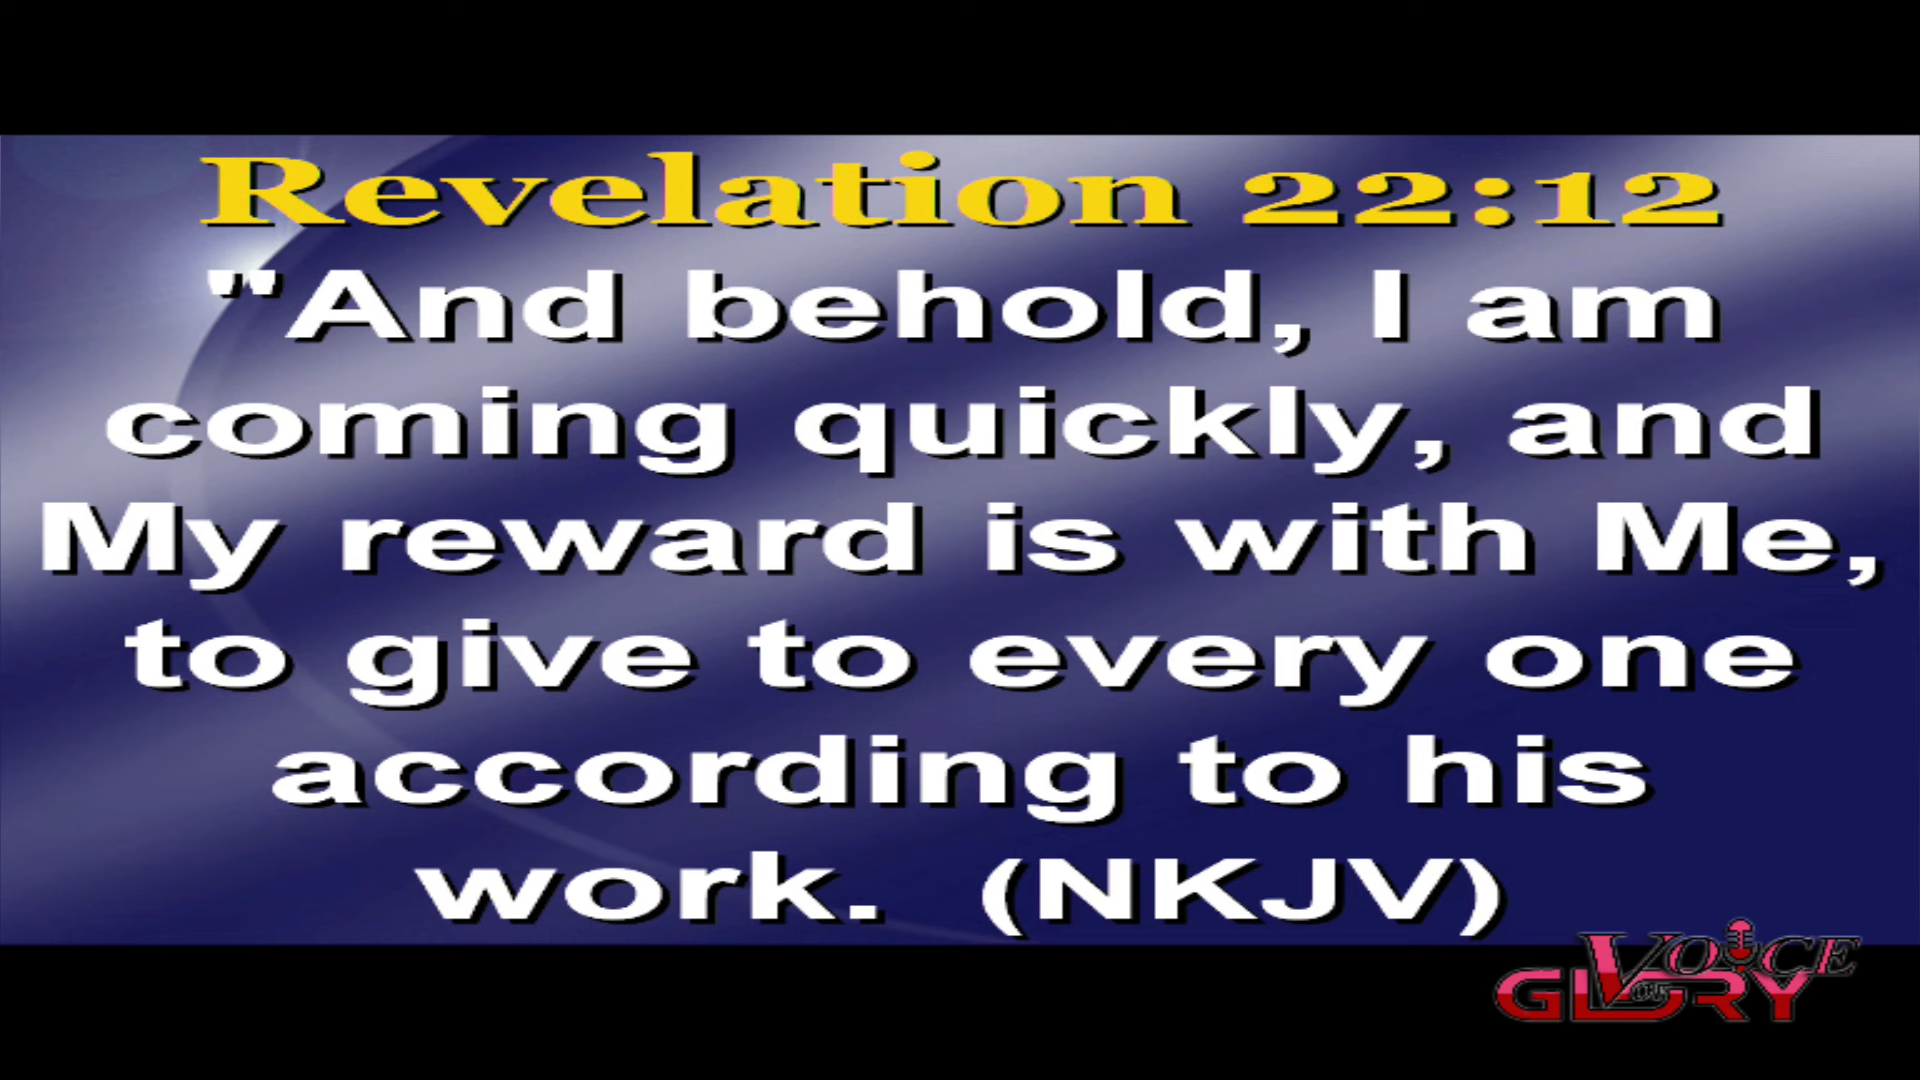 Revelation 22:12
"And behold, I am
coming quickly, and
My reward is with Me,
to give to every one
according to his
work.  (NKJV)
VOICE
OF
GLORY